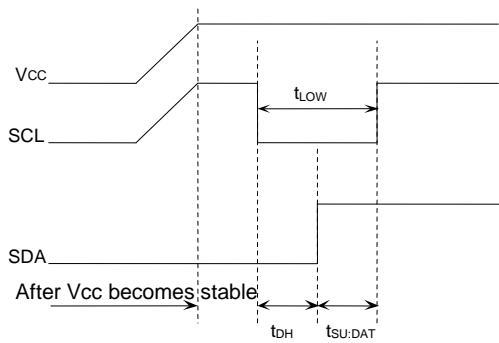 Vcc
tLOW
SCL
SDA
After Vcc becomes stable
tDH
tSU;DAT